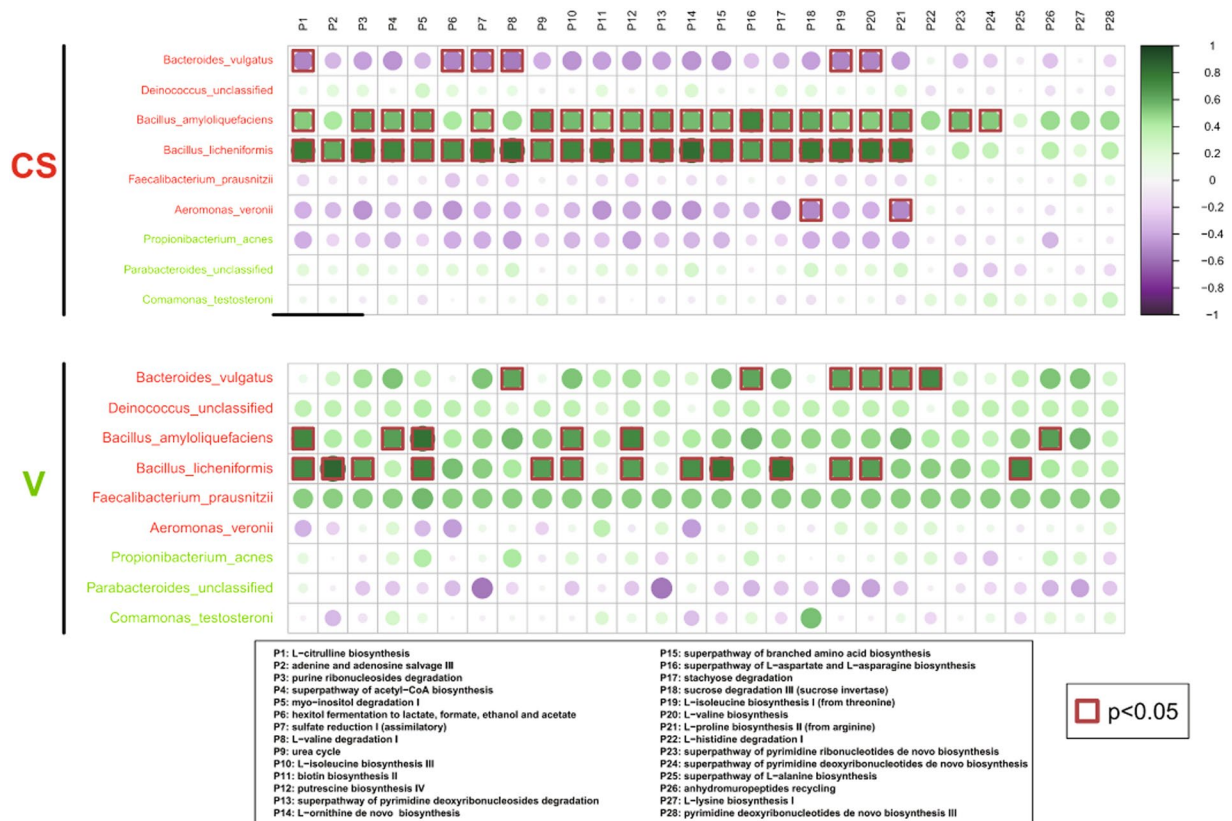 P1 P2 P3 P4 P5 P6 P7 P8 P9 P10 P11 P12 P13 P14 P15 P16 P17 P18 P19 P20 P21 P22 P23 P24 P25 P26 P27 P28
CS
Bacteroides_vulgatus
Deinococcus_unclassified
Bacillus_amyloliquefaciens
Bacillus_licheniformis
Faecalibacterium_prausnitzii
Aeromonas_veronii
Propionibacterium_acnes
Parabacteroides_unclassified
Comamonas_testosteroni
1
0.8
0.6
0.4
0.2
0
−0.2
−0.4
−0.6
−0.8
−1
V
Bacteroides_vulgatus
Deinococcus_unclassified
Bacillus_amyloliquefaciens
Bacillus_licheniformis
Faecalibacterium_prausnitzii
Aeromonas_veronii
Propionibacterium_acnes
Parabacteroides_unclassified
Comamonas_testosteroni
P1: L−citrulline biosynthesis
P2: adenine and adenosine salvage III
P3: purine ribonucleosides degradation
P4: superpathway of acetyl−CoA biosynthesis
P5: myo−inositol degradation I
P6: hexitol fermentation to lactate, formate, ethanol and acetate
P7: sulfate reduction I (assimilatory)
P8: L−valine degradation I
P9: urea cycle
P10: L−isoleucine biosynthesis III
P11: biotin biosynthesis II
P12: putrescine biosynthesis IV
P13: superpathway of pyrimidine deoxyribonucleosides degradation
P14: L−ornithine de novo biosynthesis
P15: superpathway of branched amino acid biosynthesis
P16: superpathway of L−aspartate and L−asparagine biosynthesis
P17: stachyose degradation
P18: sucrose degradation III (sucrose invertase)
P19: L−isoleucine biosynthesis I (from threonine)
P20: L−valine biosynthesis
P21: L−proline biosynthesis II (from arginine)
P22: L−histidine degradation I
P23: superpathway of pyrimidine ribonucleotides de novo biosynthesis
P24: superpathway of pyrimidine deoxyribonucleotides de novo biosynthesis
P25: superpathway of L−alanine biosynthesis
P26: anhydromuropeptides recycling
P27: L−lysine biosynthesis I
P28: pyrimidine deoxyribonucleotides de novo biosynthesis III
p<0.05